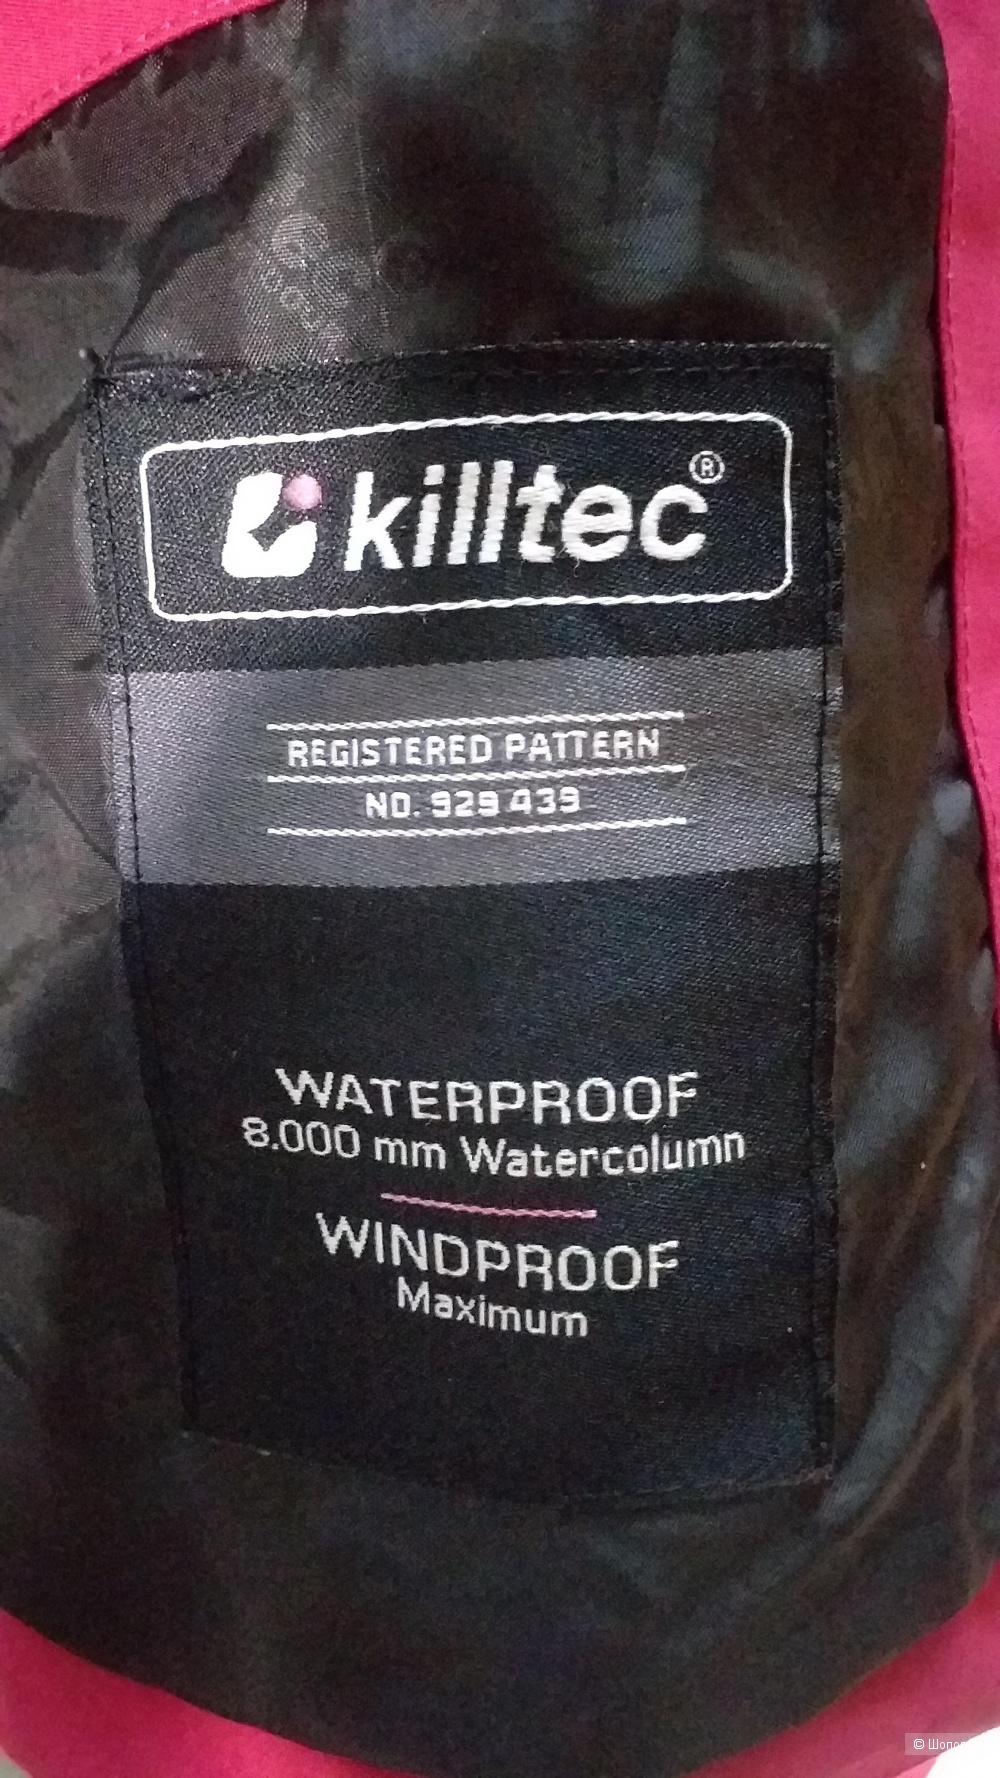 killtec®
REGISTERED PATTERN
NO. 929 439
WATERPROOF
8.000 mm Watercolumn
WINDPROOF
Maximum